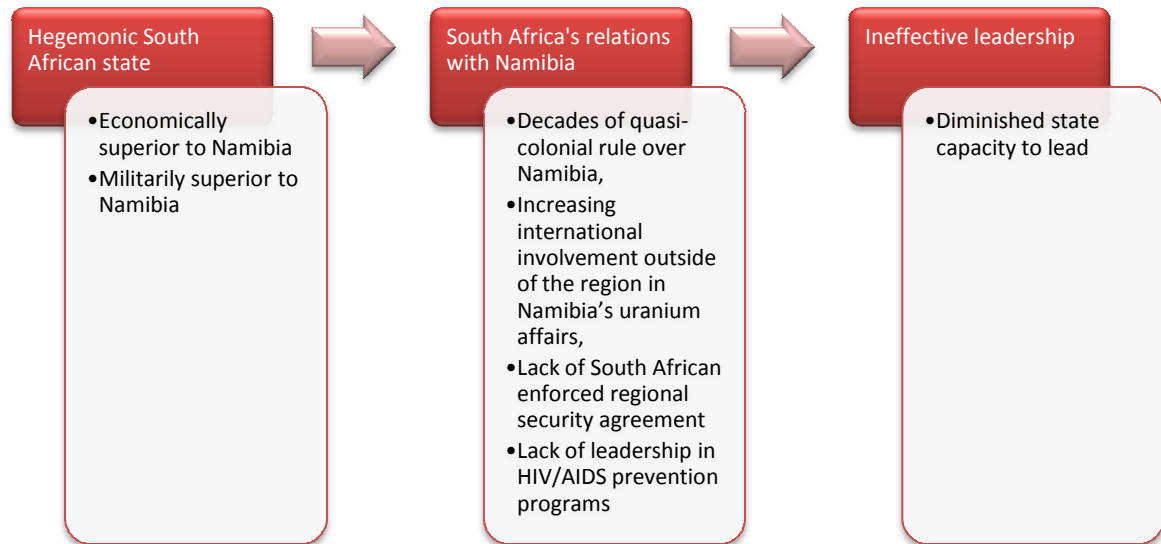 Hegemonic South
African state
•Economically
superior to Namibia
•Militarily superior to
Namibia
South Africa's relations
with Namibia
•Decades of quasi-
colonial rule over
Namibia,
•Increasing
international
involvement outside
of the region in
Namibia’s uranium
affairs,
•Lack of South African
enforced regional
security agreement
•Lack of leadership in
HIV/AIDS prevention
programs
Ineffective leadership
•Diminished state
capacity to lead